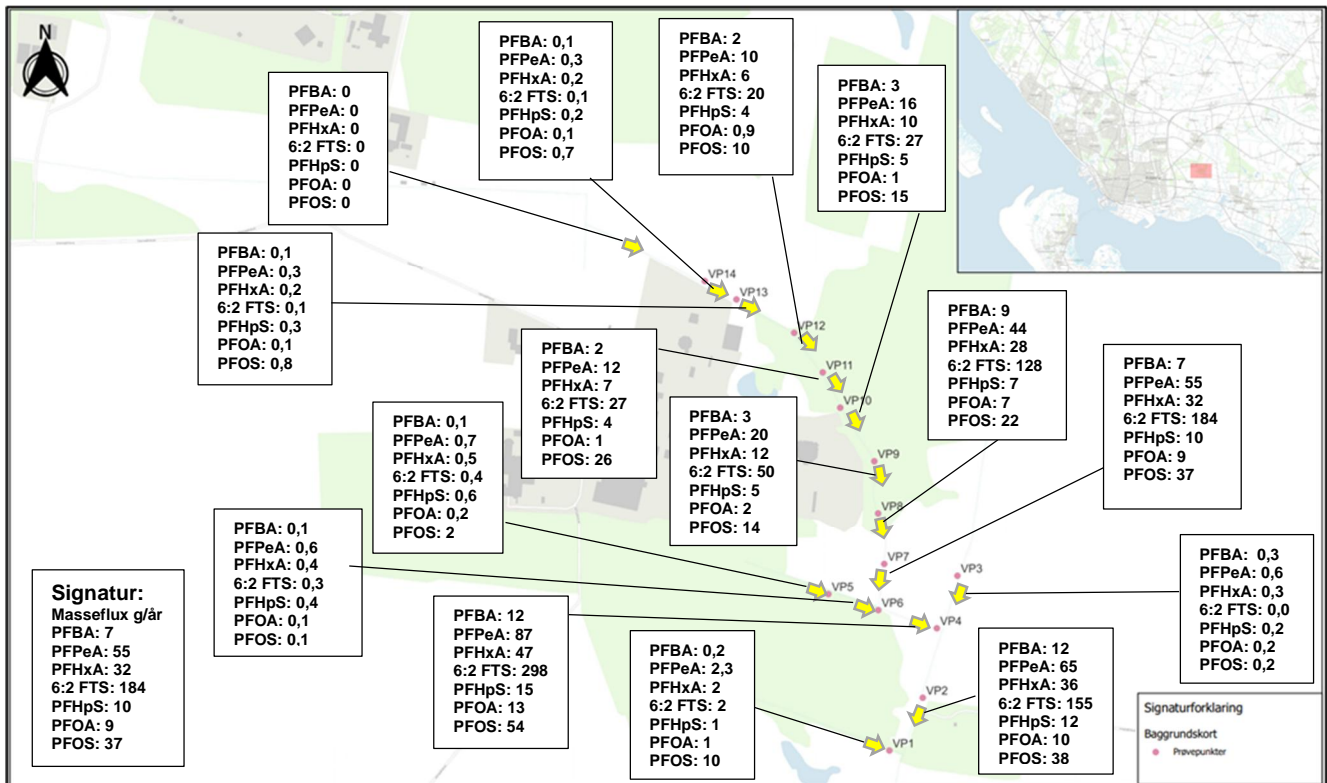 N
PFBA: 0
PFPeA: 0
PFHxA: 0
6:2 FTS: 0
PFHpS: 0
PFOA: 0
PFOS: 0
PFBA: 0,1
PFPeA: 0,3
PFHxA: 0,2
6:2 FTS: 0,1
PFHpS: 0,2
PFOA: 0,1
PFOS: 0,7
PFBA: 2
PFPeA: 10
PFHxA: 6
6:2 FTS: 20
PFHpS: 4
PFOA: 0,9
PFOS: 10
PFBA: 3
PFPeA: 16
PFHxA: 10
6:2 FTS: 27
PFHpS: 5
PFOA: 1
PFOS: 15
PFBA: 0,1
PFPeA: 0,3
PFHxA: 0,2
6:2 FTS: 0,1
PFHpS: 0,3
PFOA: 0,1
PFOS: 0,8
VP14
VP13
VP12
VP11
VP10
VP9
VP8
VP7
VP5
VP6
VP3
VP4
VP2
VP1
PFBA: 2
PFPeA: 12
PFHxA: 7
6:2 FTS: 27
PFHpS: 4
PFOA: 1
PFOS: 26
PFBA: 9
PFPeA: 44
PFHxA: 28
6:2 FTS: 128
PFHpS: 7
PFOA: 7
PFOS: 22
PFBA: 7
PFPeA: 55
PFHxA: 32
6:2 FTS: 184
PFHpS: 10
PFOA: 9
PFOS: 37
PFBA: 0,1
PFPeA: 0,7
PFHxA: 0,5
6:2 FTS: 0,4
PFHpS: 0,6
PFOA: 0,2
PFOS: 2
PFBA: 3
PFPeA: 20
PFHxA: 12
6:2 FTS: 50
PFHpS: 5
PFOA: 2
PFOS: 14
PFBA: 0,1
PFPeA: 0,6
PFHxA: 0,4
6:2 FTS: 0,3
PFHpS: 0,4
PFOA: 0,1
PFOS: 0,1
PFBA: 0,3
PFPeA: 0,6
PFHxA: 0,3
6:2 FTS: 0,0
PFHpS: 0,2
PFOA: 0,2
PFOS: 0,2
Signatur:
Masseflux g/år
PFBA: 7
PFPeA: 55
PFHxA: 32
6:2 FTS: 184
PFHpS: 10
PFOA: 9
PFOS: 37
PFBA: 12
PFPeA: 87
PFHxA: 47
6:2 FTS: 298
PFHpS: 15
PFOA: 13
PFOS: 54
PFBA: 0,2
PFPeA: 2,3
PFHxA: 2
6:2 FTS: 2
PFHpS: 1
PFOA: 1
PFOS: 10
PFBA: 12
PFPeA: 65
PFHxA: 36
6:2 FTS: 155
PFHpS: 12
PFOA: 10
PFOS: 38
Signaturforklaring
Baggrundskort
Prøvepunkter